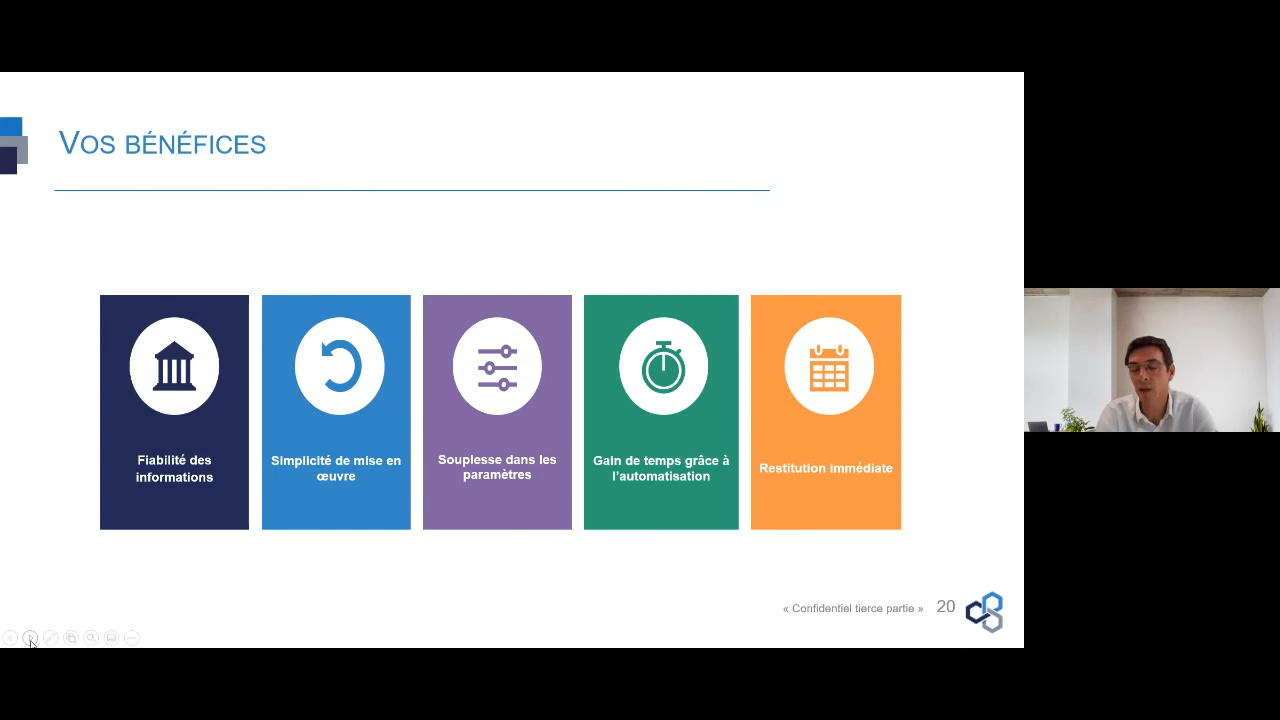 VOS BÉNÉFICES
Fiabilité des
informations
Simplicité de mise en
œuvre
Souplesse dans les
paramètres
Gain de temps grâce à
l'automatisation
Restitution immédiate
« Confidentiel tierce partie »
20